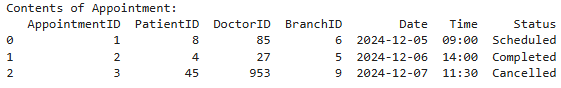 Contents of Appointment:
AppointmentID PatientID DoctorID BranchID Date Time Status
0 1 8 85 6 2024-12-05 09:00 Scheduled
1 2 4 27 5 2024-12-06 14:00 Completed
2 3 45 953 9 2024-12-07 11:30 Cancelled